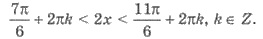 7π/6 + 2πk < 2x < 11π/6 + 2πk, k ∈ Z.